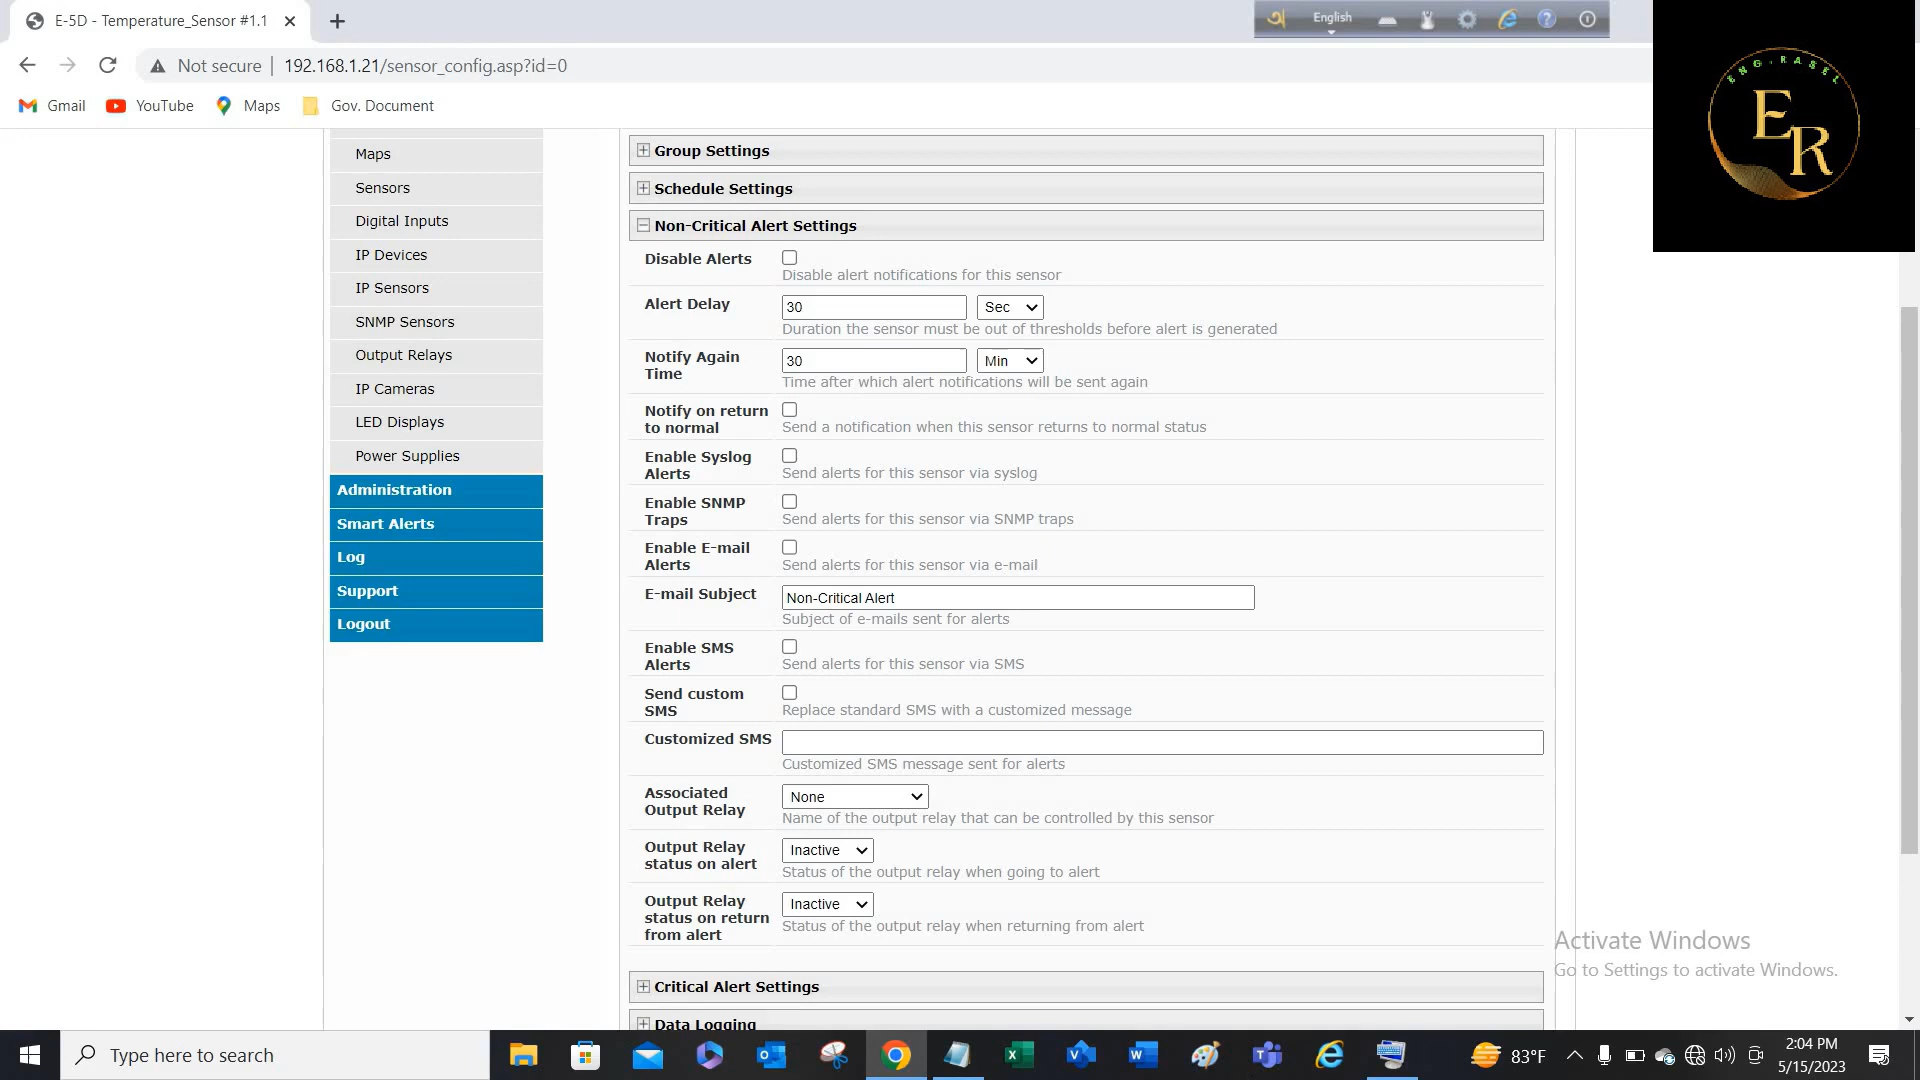 E-5D - Temperature_Sensor #1.1
English
Not secure
192.168.1.21/sensor_config.asp?id=0
Gmail
YouTube
Maps
Gov. Document
ENG.RASEL
ER
Maps
Sensors
Digital Inputs
IP Devices
IP Sensors
SNMP Sensors
Output Relays
IP Cameras
LED Displays
Power Supplies
Administration
Smart Alerts
Log
Support
Logout
Group Settings
Schedule Settings
Non-Critical Alert Settings
Disable Alerts
Disable alert notifications for this sensor
Alert Delay
30 Sec
Duration the sensor must be out of thresholds before alert is generated
Notify Again
Time
30 Min
Time after which alert notifications will be sent again
Notify on return
to normal
Send a notification when this sensor returns to normal status
Enable Syslog
Alerts
Send alerts for this sensor via syslog
Enable SNMP
Traps
Send alerts for this sensor via SNMP traps
Enable E-mail
Alerts
Send alerts for this sensor via e-mail
E-mail Subject
Non-Critical Alert
Subject of e-mails sent for alerts
Enable SMS
Alerts
Send alerts for this sensor via SMS
Send custom
SMS
Replace standard SMS with a customized message
Customized SMS
Customized SMS message sent for alerts
Associated
Output Relay
None
Name of the output relay that can be controlled by this sensor
Output Relay
status on alert
Inactive
Status of the output relay when going to alert
Output Relay
status on return
from alert
Inactive
Status of the output relay when returning from alert
Critical Alert Settings
Data Logging
Activate Windows
Go to Settings to activate Windows.
Type here to search
83°F
2:04 PM
5/15/2023